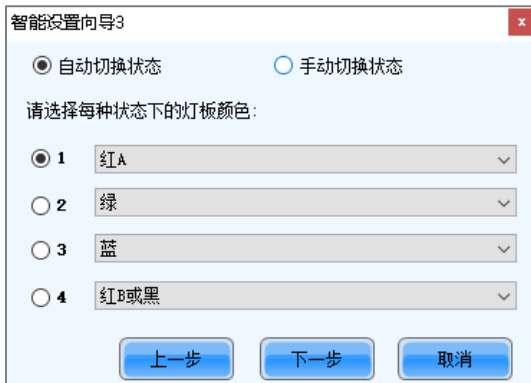 智能设置向导3
x
自动切换状态 手动切换状态
请选择每种状态下的灯板颜色:
1 红A
2 绿
3 蓝
4 红B或黑
上一步 下一步 取消